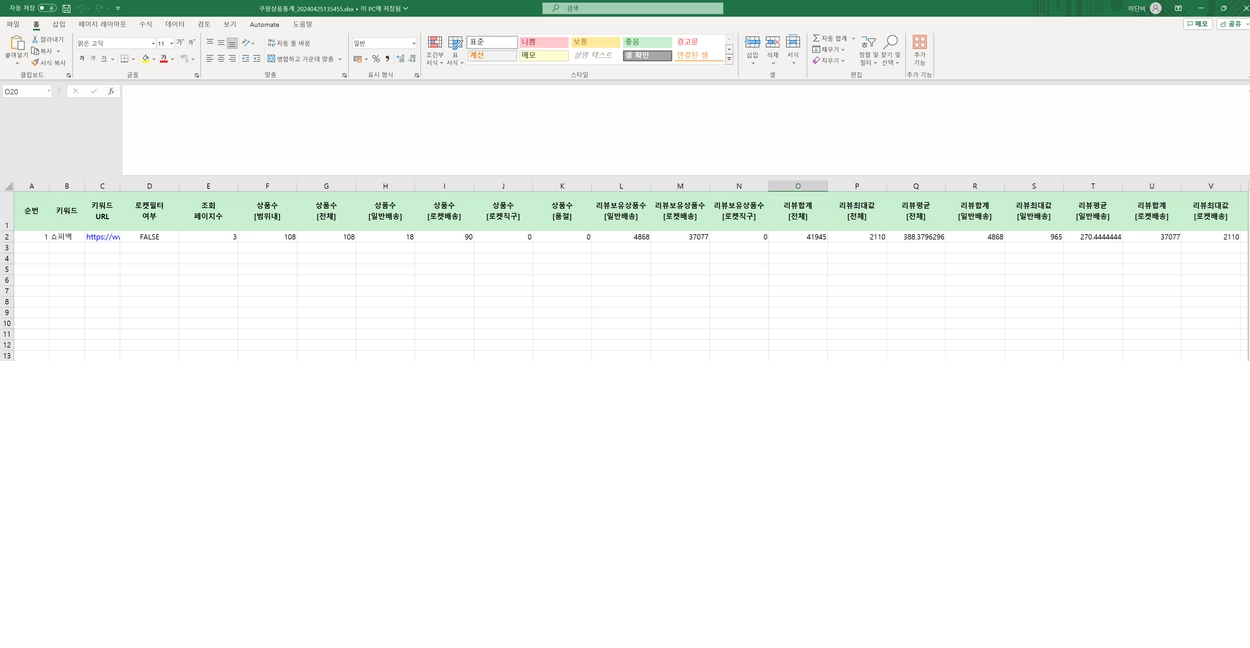 자동 저장 쿠팡상품통계_20240425135455.xlsx • 이 PC에 저장됨 검색 이단비
파일 홈 삽입 페이지 레이아웃 수식 데이터 검토 보기 Automate 도움말 메모 공유
붙여넣기 잘라내기 복사 서식 복사
맑은 고딕 11 가 가 가
자동 줄 바꿈 병합하고 가운데 맞춤
일반
조건부 서식 표 서식
표준 나쁨 보통 좋음 경고문
계산 메모 설명 텍스트 셀 확인 연결된 셀
삽입 삭제 서식
자동 합계 채우기 지우기 정렬 및 필터 찾기 및 선택 추가 기능
클립보드 글꼴 맞춤 표시 형식 스타일 셀 편집 추가 기능
O20 fx
A B C D E F G H I J K L M N O P Q R S T U V
1 순번 키워드 키워드 URL 로켓필터 여부 조회 페이지수 상품수 [범위내] 상품수 [전체] 상품수 [일반배송] 상품수 [로켓배송] 상품수 [로켓직구] 상품수 [품절] 리뷰보유상품수 [일반배송] 리뷰보유상품수 [로켓배송] 리뷰보유상품수 [로켓직구] 리뷰합계 [전체] 리뷰최대값 [전체] 리뷰평균 [전체] 리뷰합계 [일반배송] 리뷰최대값 [일반배송] 리뷰평균 [일반배송] 리뷰합계 [로켓배송] 리뷰최대값 [로켓배송]
2 1 쇼퍼백 https://w FALSE 3 108 108 18 90 0 0 4868 37077 0 41945 2110 388.3796296 4868 965 270.4444444 37077 2110
3
4
5
6
7
8
9
10
11
12
13